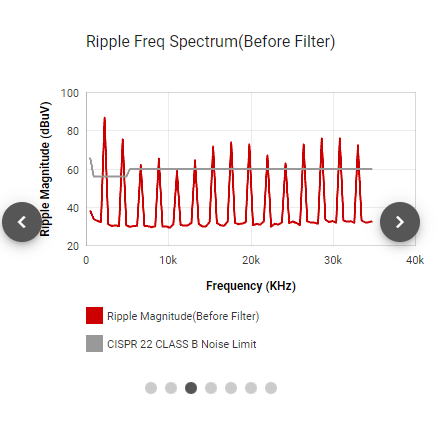 Ripple Freq Spectrum(Before Filter)
Ripple Magnitude (dBuV)
100
80
60
40
20
0
10k
20k
30k
40k
Frequency (KHz)
Ripple Magnitude(Before Filter)
CISPR 22 CLASS B Noise Limit